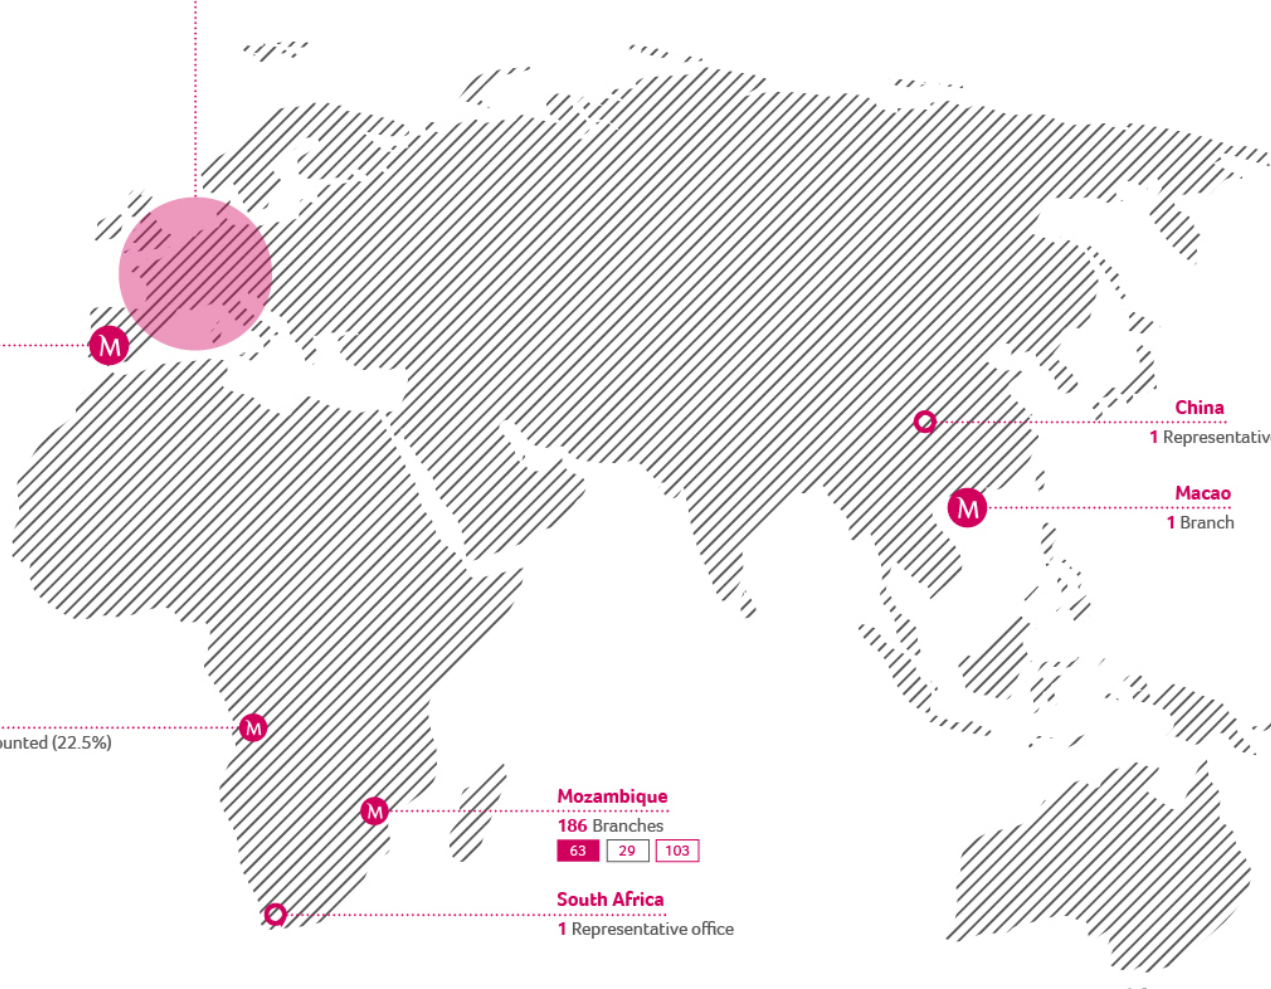 China
1 Representativ
Macao
1 Branch
M
M
M
ounted (22.5%)
M
Mozambique
186 Branches
63 29 103
South Africa
1 Representative office